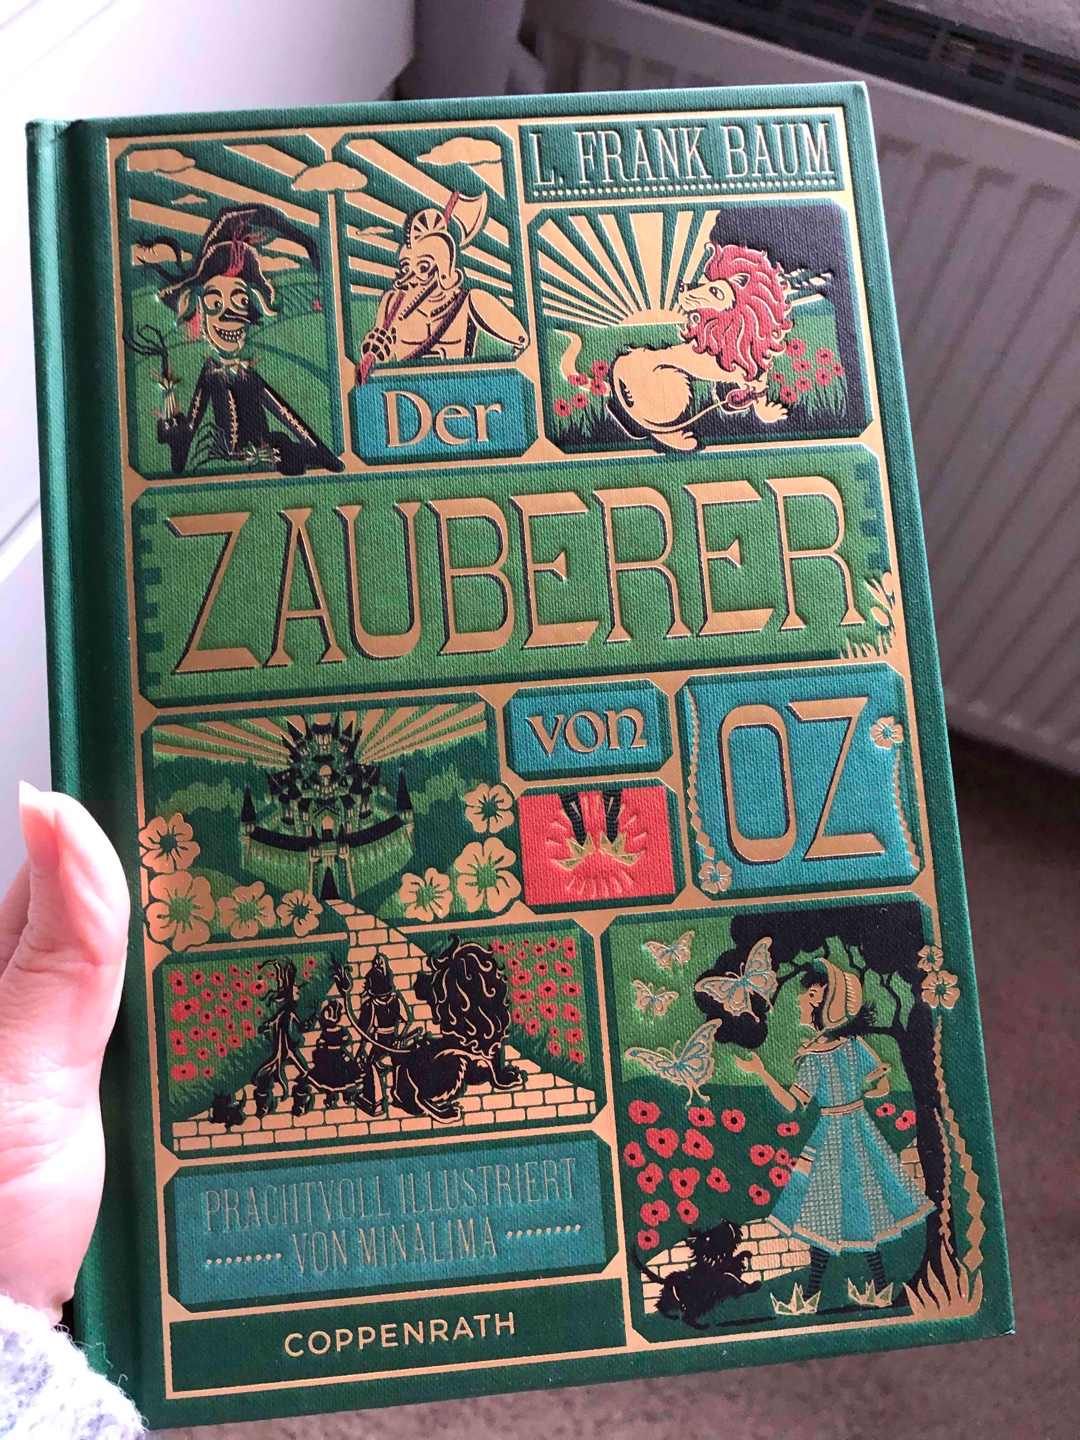 L. FRANK BAUM
Der
ZAUBERER
von
OZ
PRACHTVOLL ILLUSTRIERT
VON MINALIMA
COPPENRATH